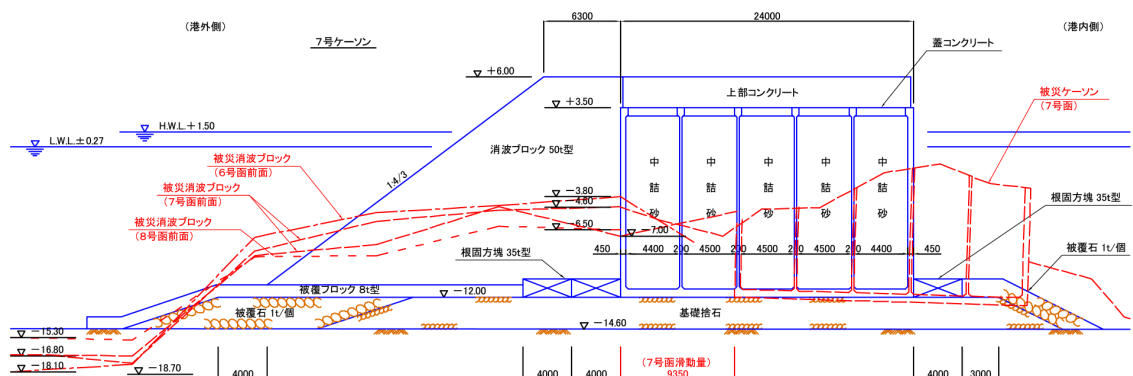 （港外側）
7号ケーソン
6300
24000
（港内側）
蓋コンクリート
▽ ＋6.00
上部コンクリート
被災ケーソン
（7号函）
▽ ＋3.50
H.W.L.＋1.50
L.W.L.±0.27
消波ブロック 50t型
被災消波ブロック
（6号函前面）
被災消波ブロック
（7号函前面）
被災消波ブロック
（8号函前面）
1:4/3
中詰砂
中詰砂
中詰砂
中詰砂
中詰砂
▽ －3.80
－4.60
－6.50
▽ －7.00
根固方塊 35t型
450 4400 200 4500 200 4500 200 4500 200 4400 450
根固方塊 35t型
被覆石 1t/個
被覆ブロック 8t型
▽ －12.00
被覆石 1t/個
基礎捨石
▽ －14.60
▽ －15.30
▽ －16.80
▽ －18.10
▽ －18.70
（7号函滑動量）
4000 4000 4000 9350 4000 3000